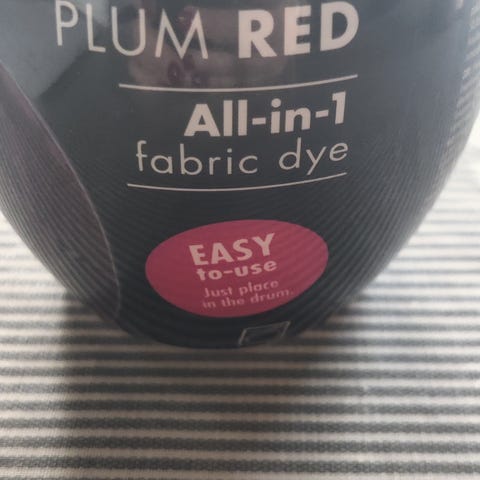 PLUM RED
All-in-1
fabric dye
EASY
to-use
Just place
in the drum.